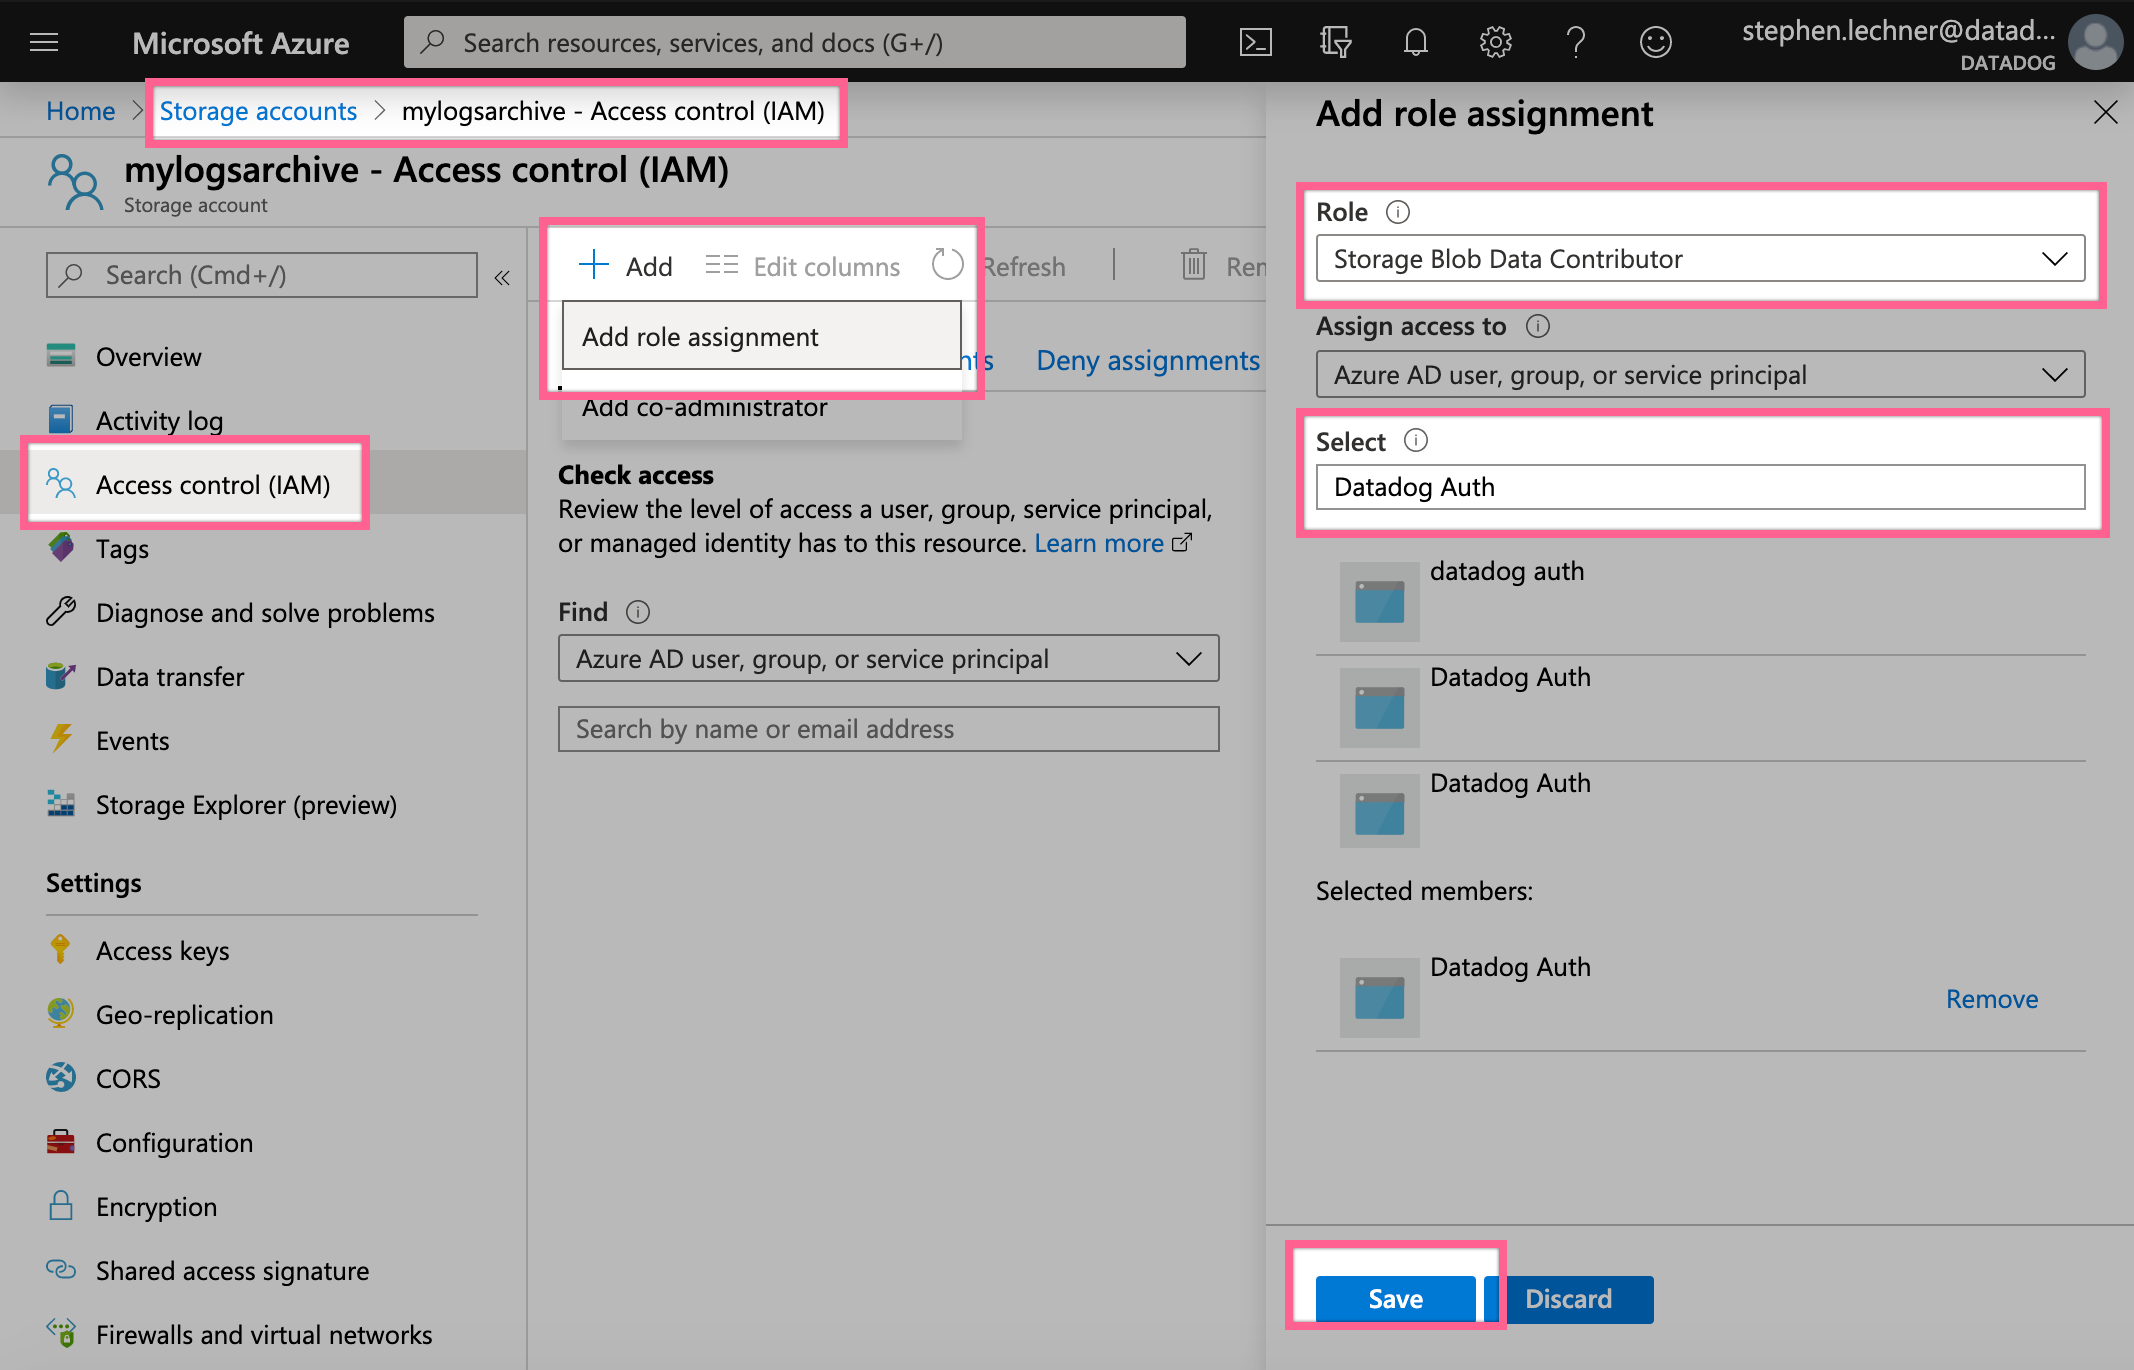 Microsoft Azure
Search resources, services, and docs (G+/)
stephen.lechner@datad...
DATADOG
Home > Storage accounts > mylogsarchive - Access control (IAM)
mylogsarchive - Access control (IAM)
Storage account
Search (Cmd+/)
Overview
Activity log
Access control (IAM)
Tags
Diagnose and solve problems
Data transfer
Events
Storage Explorer (preview)
Settings
Access keys
Geo-replication
CORS
Configuration
Encryption
Shared access signature
Firewalls and virtual networks
Add
Edit columns
Refresh
Add role assignment
Deny assignments
Add co-administrator
Check access
Review the level of access a user, group, service principal,
or managed identity has to this resource. Learn more
Find
Azure AD user, group, or service principal
Search by name or email address
Add role assignment
Role
Storage Blob Data Contributor
Assign access to
Azure AD user, group, or service principal
Select
Datadog Auth
datadog auth
Datadog Auth
Datadog Auth
Selected members:
Datadog Auth
Remove
Save
Discard